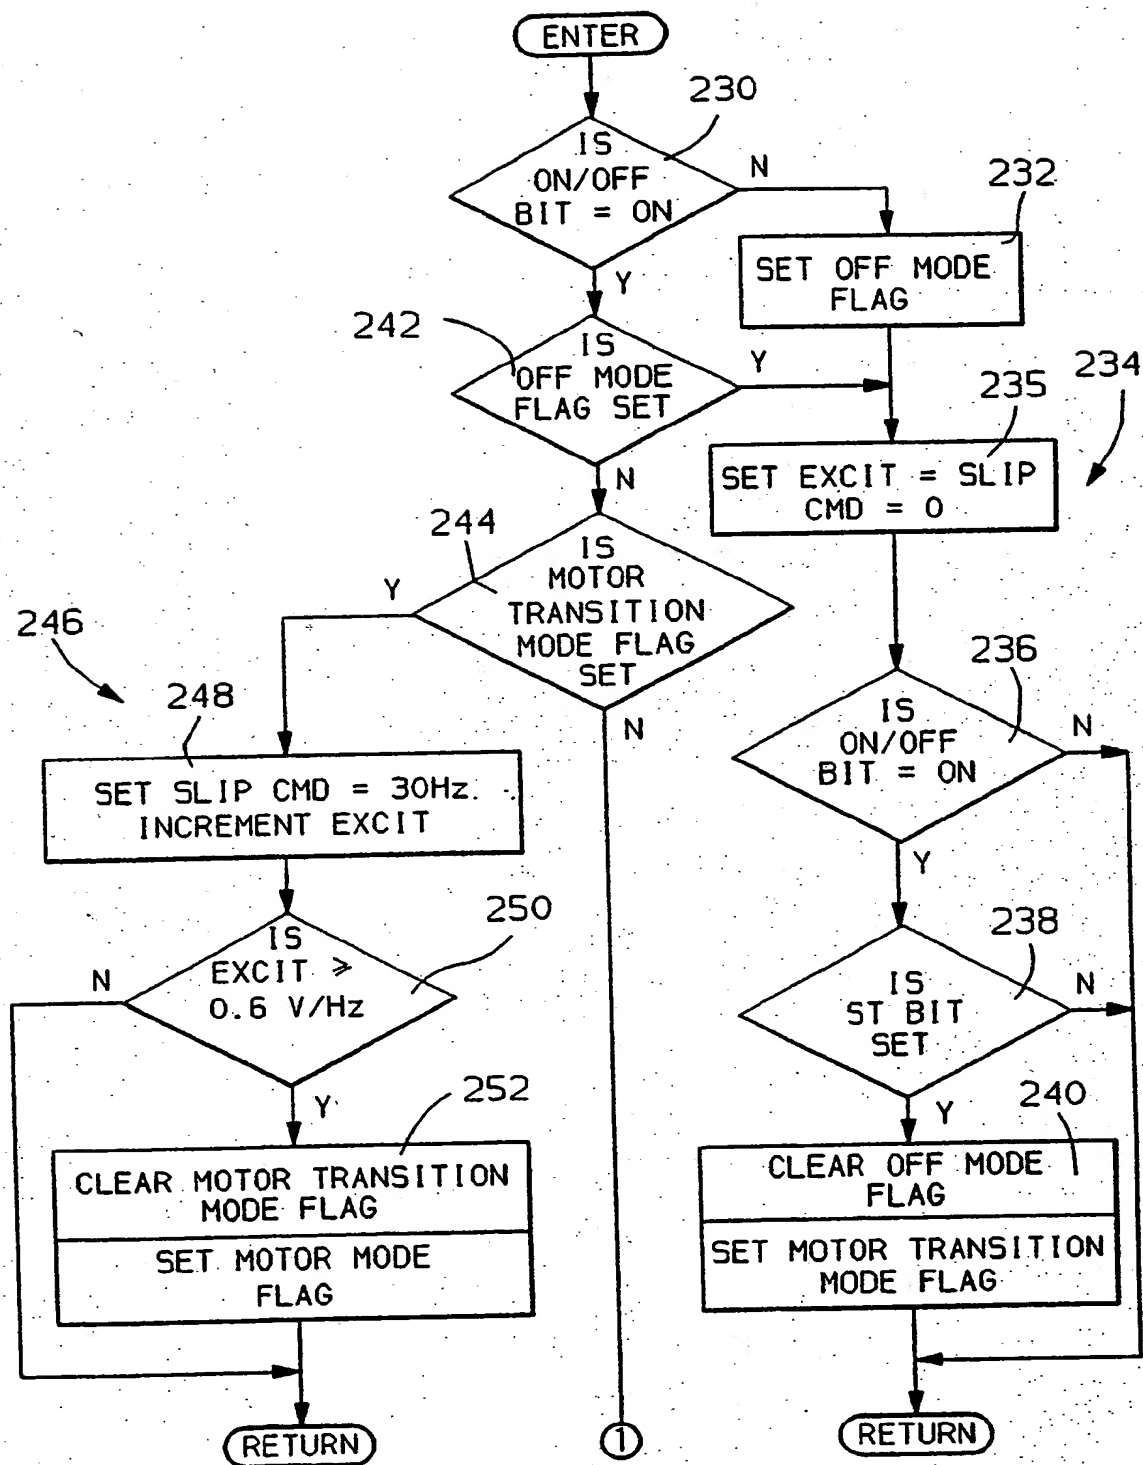 ENTER
230
IS
ON/OFF
BIT = ON
N
Y
232
SET OFF MODE
FLAG
242
IS
OFF MODE
FLAG SET
Y
N
234
235
SET EXCIT = SLIP
CMD = 0
244
IS
MOTOR
TRANSITION
MODE FLAG
SET
Y
N
246
248
SET SLIP CMD = 30Hz.
INCREMENT EXCIT
236
IS
ON/OFF
BIT = ON
N
Y
250
IS
EXCIT ⩾
0.6 V/Hz
N
Y
238
IS
ST BIT
SET
N
Y
252
CLEAR MOTOR TRANSITION
MODE FLAG
SET MOTOR MODE
FLAG
240
CLEAR OFF MODE
FLAG
SET MOTOR TRANSITION
MODE FLAG
RETURN
1
RETURN